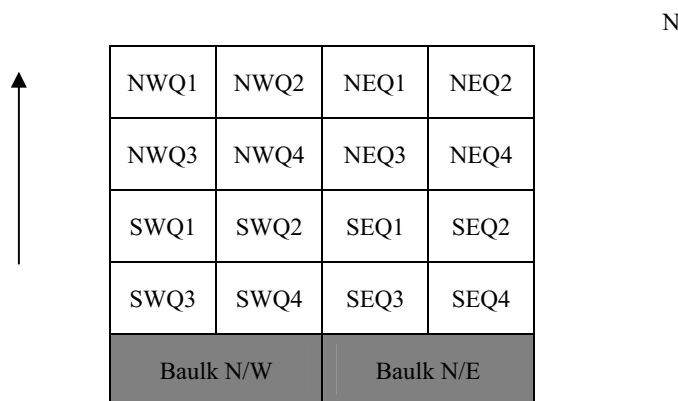 N
NWQ1 NWQ2 NEQ1 NEQ2
NWQ3 NWQ4 NEQ3 NEQ4
SWQ1 SWQ2 SEQ1 SEQ2
SWQ3 SWQ4 SEQ3 SEQ4
Baulk N/W Baulk N/E